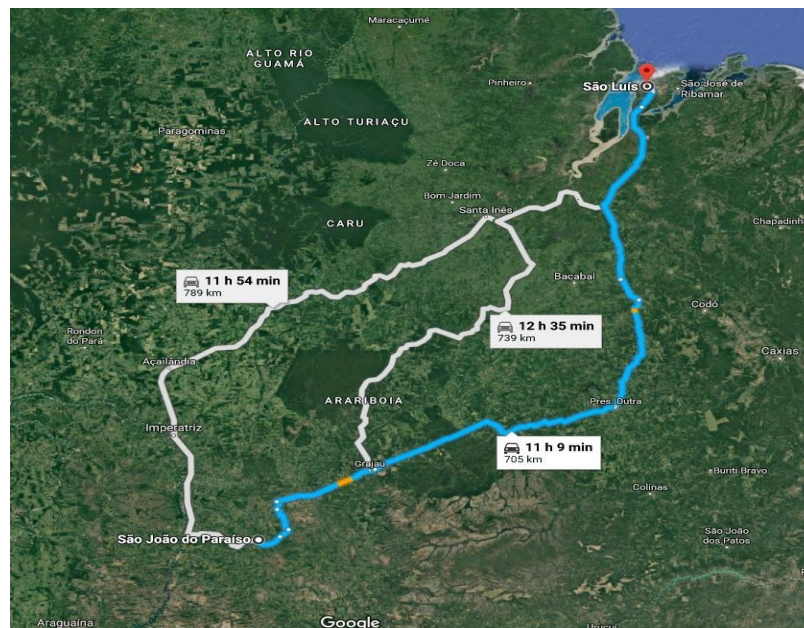 Maracaçumé
ALTO RIO
GUAMÁ
Pinheiro
São Luís
São José de
Ribamar
ALTO TURIAÇU
Paragominas
Zé Doca
Bom Jardim
Santa Inês
CARU
Chapadinh
11 h 54 min
789 km
Bacabal
Codó
12 h 35 min
739 km
Rondon
do Pará
Açailândia
Caxias
ARARIBOIA
Pres. Dutra
Imperatriz
11 h 9 min
705 km
Grajaú
Buriti Bravo
Colinas
São João do Paraíso
São João
dos Patos
Araguaína
Google
Uruçuí